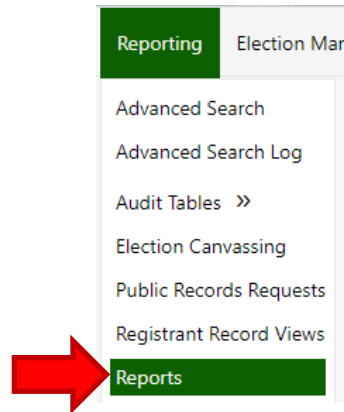 Reporting Election Mar
Advanced Search
Advanced Search Log
Audit Tables »
Election Canvassing
Public Records Requests
Registrant Record Views
Reports